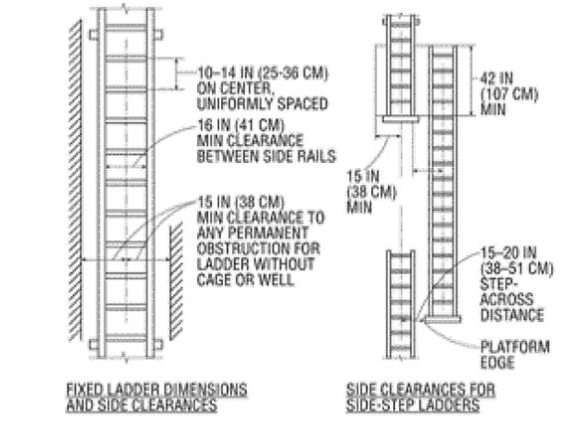 10–14 IN (25-36 CM)
ON CENTER,
UNIFORMLY SPACED
16 IN (41 CM)
MIN CLEARANCE
BETWEEN SIDE RAILS
15 IN (38 CM)
MIN CLEARANCE TO
ANY PERMANENT
OBSTRUCTION FOR
LADDER WITHOUT
CAGE OR WELL
FIXED LADDER DIMENSIONS
AND SIDE CLEARANCES
42 IN
(107 CM)
MIN
15 IN
(38 CM)
MIN
15–20 IN
(38–51 CM)
STEP-
ACROSS
DISTANCE
PLATFORM
EDGE
SIDE CLEARANCES FOR
SIDE-STEP LADDERS